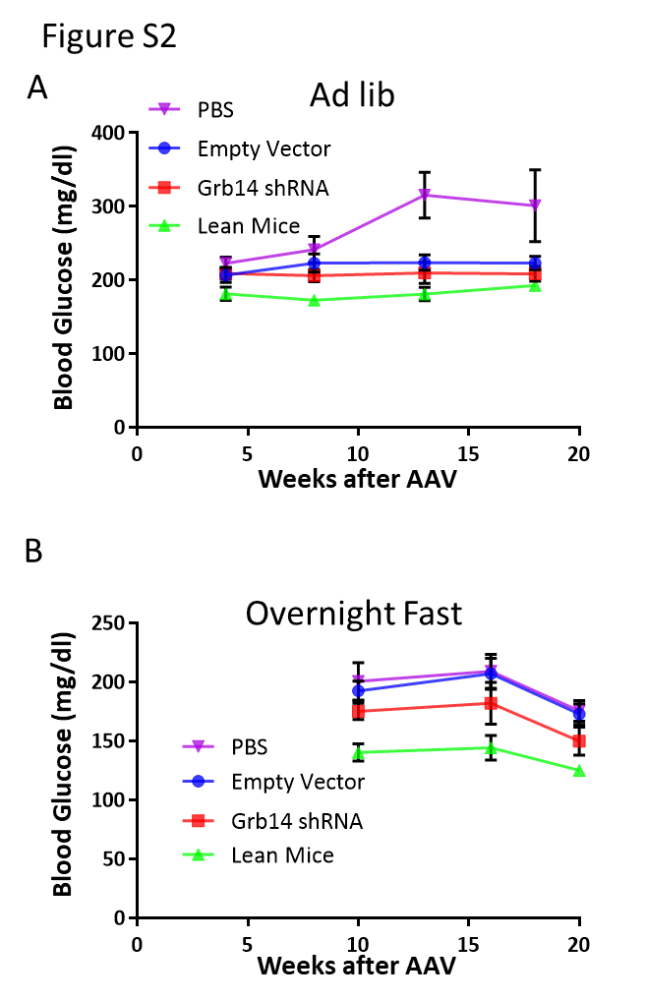 Figure S2
A
Ad lib
PBS
Empty Vector
Grb14 shRNA
Lean Mice
Blood Glucose (mg/dl)
400
300
200
100
0
0 5 10 15 20
Weeks after AAV
B
Overnight Fast
Blood Glucose (mg/dl)
250
200
150
100
50
0
PBS
Empty Vector
Grb14 shRNA
Lean Mice
0 5 10 15 20
Weeks after AAV